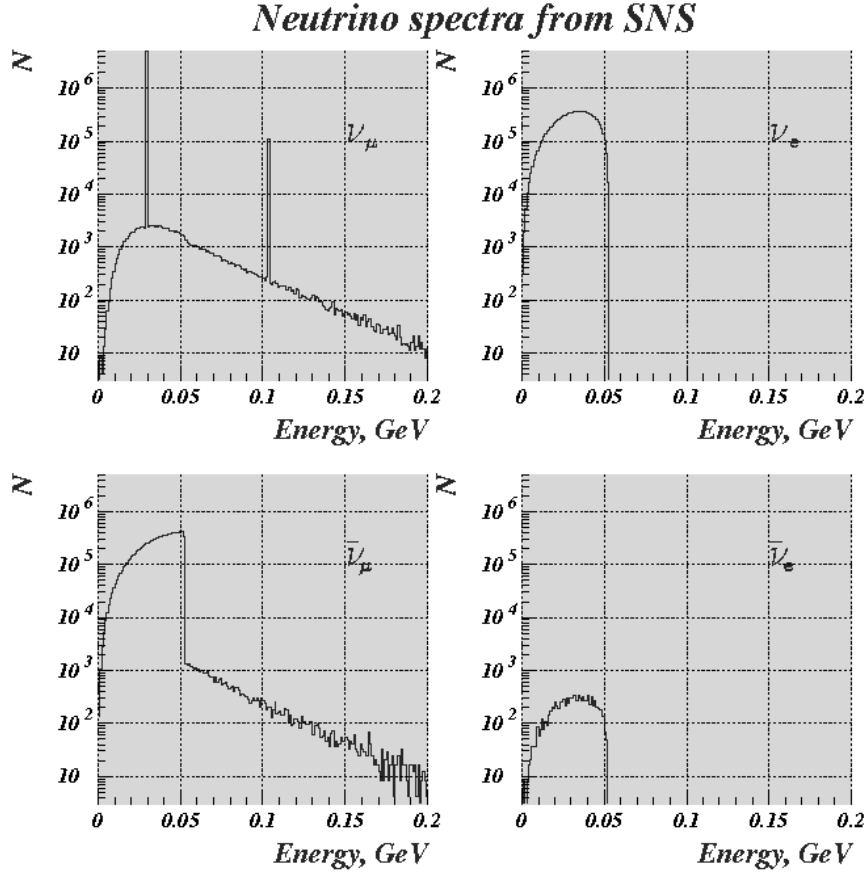 Neutrino spectra from SNS
N
10⁶
10⁵
10⁴
10³
10²
10
ν_μ
0 0.05 0.1 0.15 0.2
Energy, GeV
N
10⁶
10⁵
10⁴
10³
10²
10
ν_e
0 0.05 0.1 0.15 0.2
Energy, GeV
N
10⁶
10⁵
10⁴
10³
10²
10
ν̅_μ
0 0.05 0.1 0.15 0.2
Energy, GeV
N
10⁶
10⁵
10⁴
10³
10²
10
ν̅_e
0 0.05 0.1 0.15 0.2
Energy, GeV